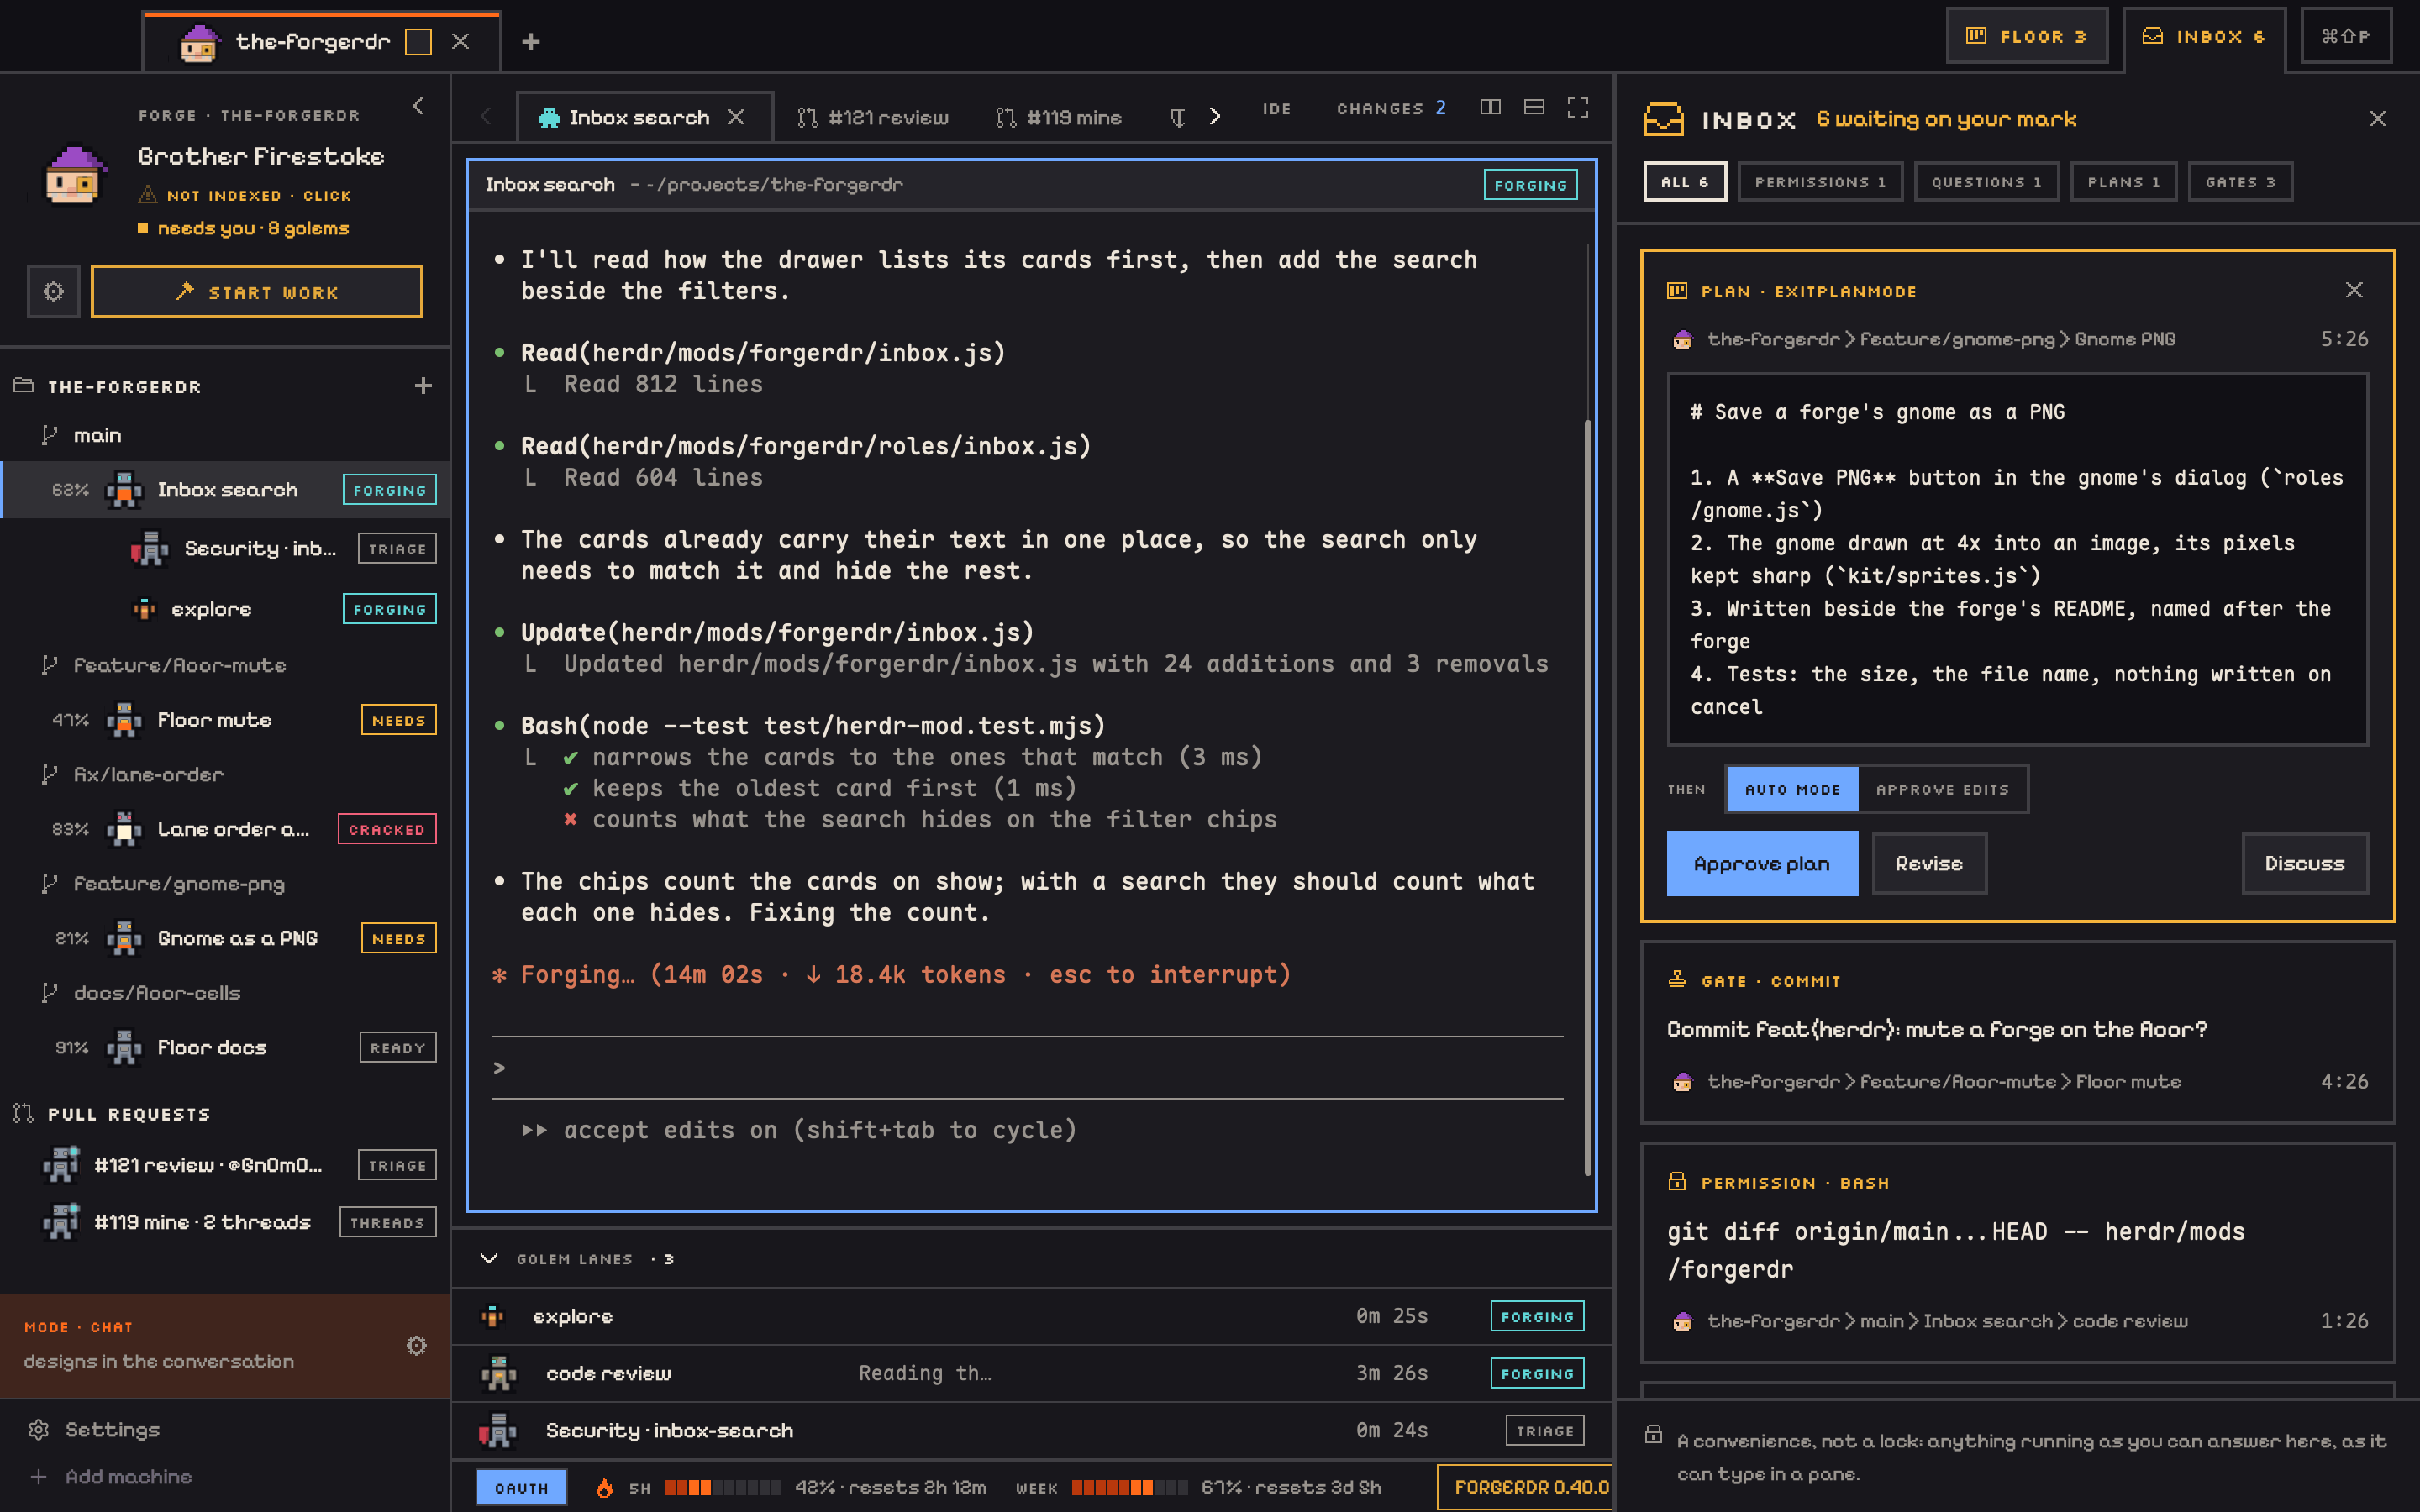 the-forgerdr
FLOOR 3
INBOX 6
⌘⇧P
FORGE · THE-FORGERDR
Brother Firestoke
NOT INDEXED · CLICK
needs you · 8 golems
START WORK
THE-FORGERDR
main
62% Inbox search FORGING
Security · inb... TRIAGE
explore FORGING
feature/floor-mute
47% Floor mute NEEDS
fix/lane-order
83% Lane order a... CRACKED
feature/gnome-png
21% Gnome as a PNG NEEDS
docs/floor-cells
91% Floor docs READY
PULL REQUESTS
#121 review · @Gn0m0... TRIAGE
#119 mine · 2 threads THREADS
MODE · CHAT
designs in the conversation
Settings
Add machine
Inbox search
#121 review
#119 mine
IDE
CHANGES 2
Inbox search -~/projects/the-forgerdr FORGING
• I'll read how the drawer lists its cards first, then add the search
beside the filters.
• Read(herdr/mods/forgerdr/inbox.js)
L Read 812 lines
• Read(herdr/mods/forgerdr/roles/inbox.js)
L Read 604 lines
• The cards already carry their text in one place, so the search only
needs to match it and hide the rest.
• Update(herdr/mods/forgerdr/inbox.js)
L Updated herdr/mods/forgerdr/inbox.js with 24 additions and 3 removals
• Bash(node --test test/herdr-mod.test.mjs)
L ✔ narrows the cards to the ones that match (3 ms)
✔ keeps the oldest card first (1 ms)
✖ counts what the search hides on the filter chips
• The chips count the cards on show; with a search they should count what
each one hides. Fixing the count.
✻ Forging… (14m 02s · ↓ 18.4k tokens · esc to interrupt)
>
▸▸ accept edits on (shift+tab to cycle)
GOLEM LANES · 3
explore 0m 25s FORGING
code review Reading th… 3m 26s FORGING
Security · inbox-search 0m 24s TRIAGE
OAUTH 5H 42% · resets 2h 12m WEEK 67% · resets 3d 8h FORGERDR 0.40.0
INBOX 6 waiting on your mark
ALL 6
PERMISSIONS 1
QUESTIONS 1
PLANS 1
GATES 3
PLAN · EXITPLANMODE
the-forgerdr > feature/gnome-png > Gnome PNG 5:26
# Save a forge's gnome as a PNG
1. A **Save PNG** button in the gnome's dialog (`roles
/gnome.js`)
2. The gnome drawn at 4x into an image, its pixels
kept sharp (`kit/sprites.js`)
3. Written beside the forge's README, named after the
forge
4. Tests: the size, the file name, nothing written on
cancel
THEN AUTO MODE APPROVE EDITS
Approve plan
Revise
Discuss
GATE · COMMIT
Commit feat(herdr): mute a forge on the floor?
the-forgerdr > feature/floor-mute > Floor mute 4:26
PERMISSION · BASH
git diff origin/main...HEAD -- herdr/mods
/forgerdr
the-forgerdr > main > Inbox search > code review 1:26
A convenience, not a lock: anything running as you can answer here, as it
can type in a pane.